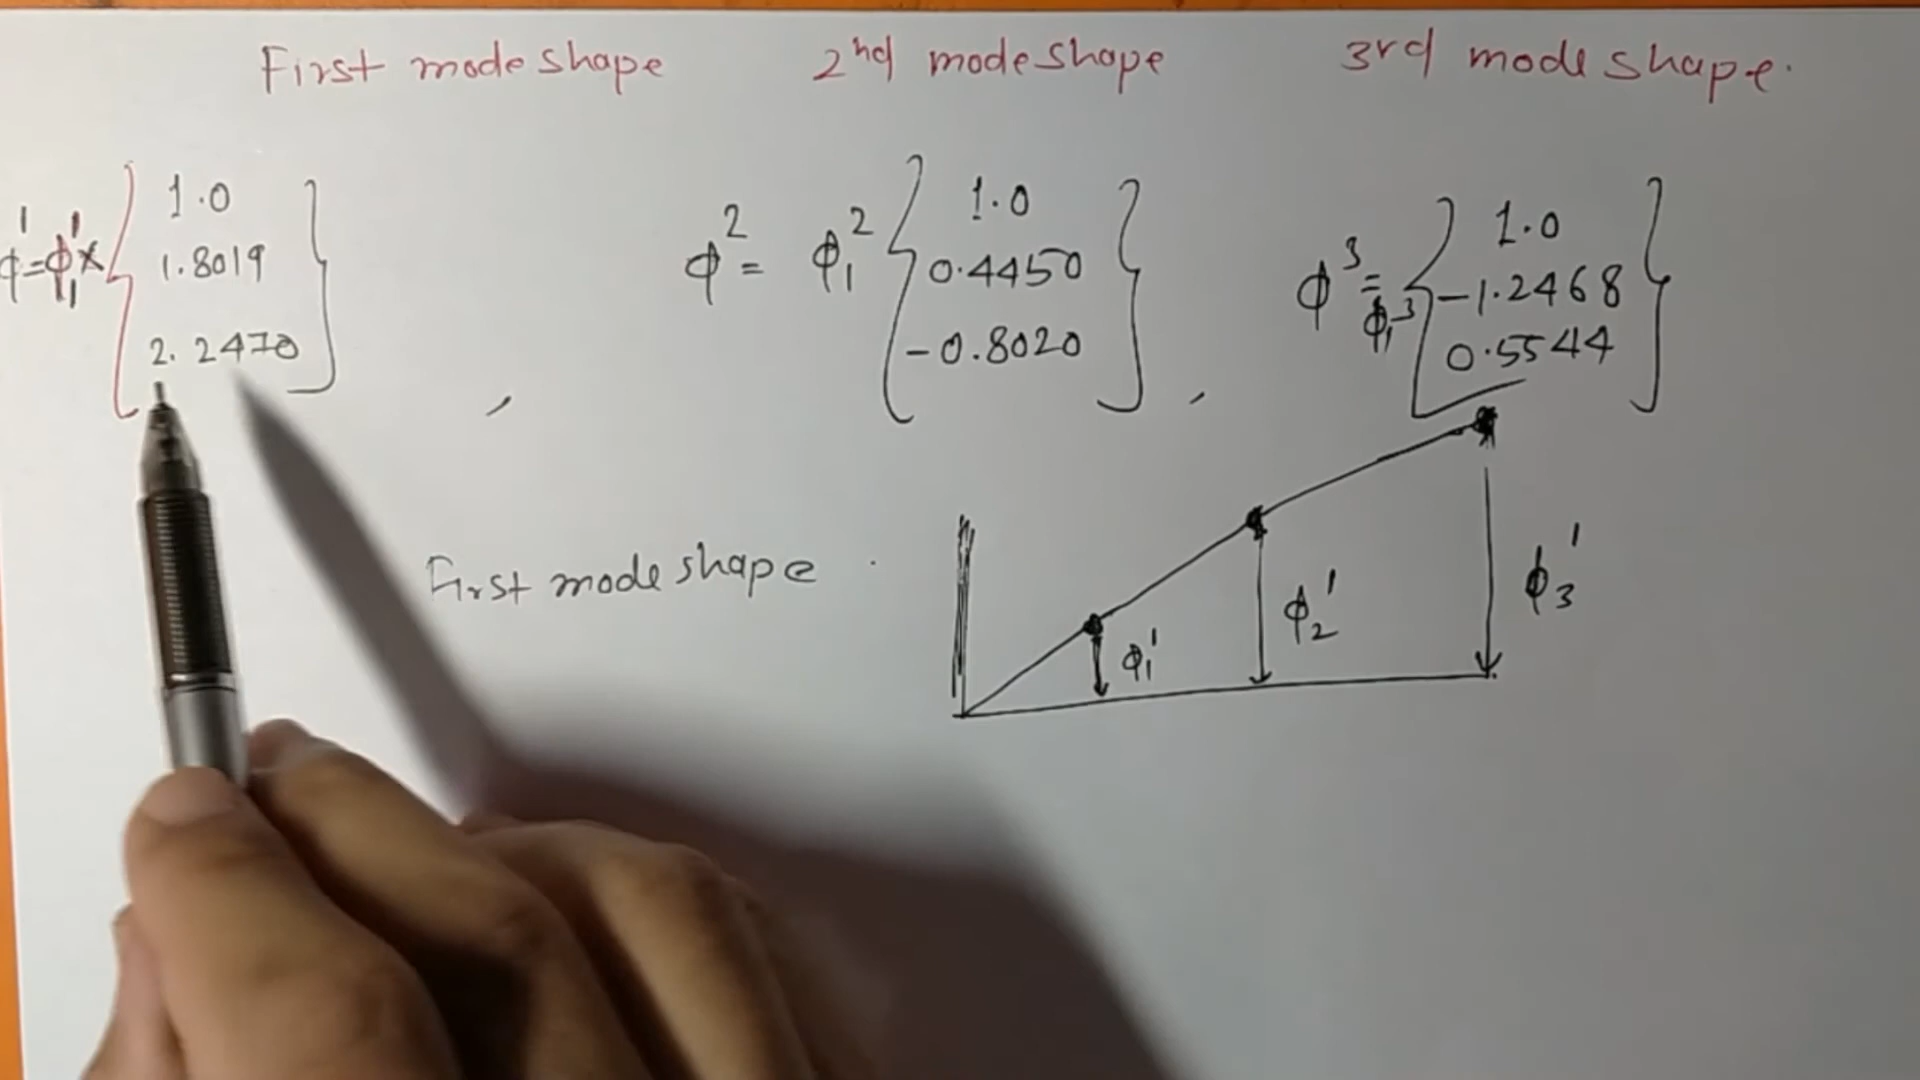 First mode shape 2nd mode shape 3rd mode shape.
ϕ¹=ϕ₁¹× { 1.0
1.8019
2.2470 } ,
ϕ²= ϕ₁² { 1.0
0.4450
-0.8020 } ,
ϕ³= ϕ₁³ { 1.0
-1.2468
0.5544 }
First mode shape .
ϕ₁¹ ϕ₂¹ ϕ₃¹